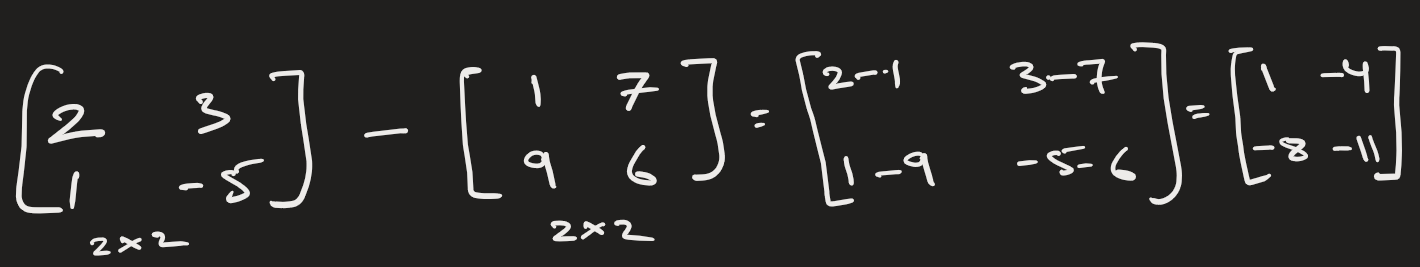 [2 3] - [1 7] = [2-1 3-7] = [1 -4]
[1 -5] [9 6] [1-9 -5-6] [-8 -11]
2×2 2×2